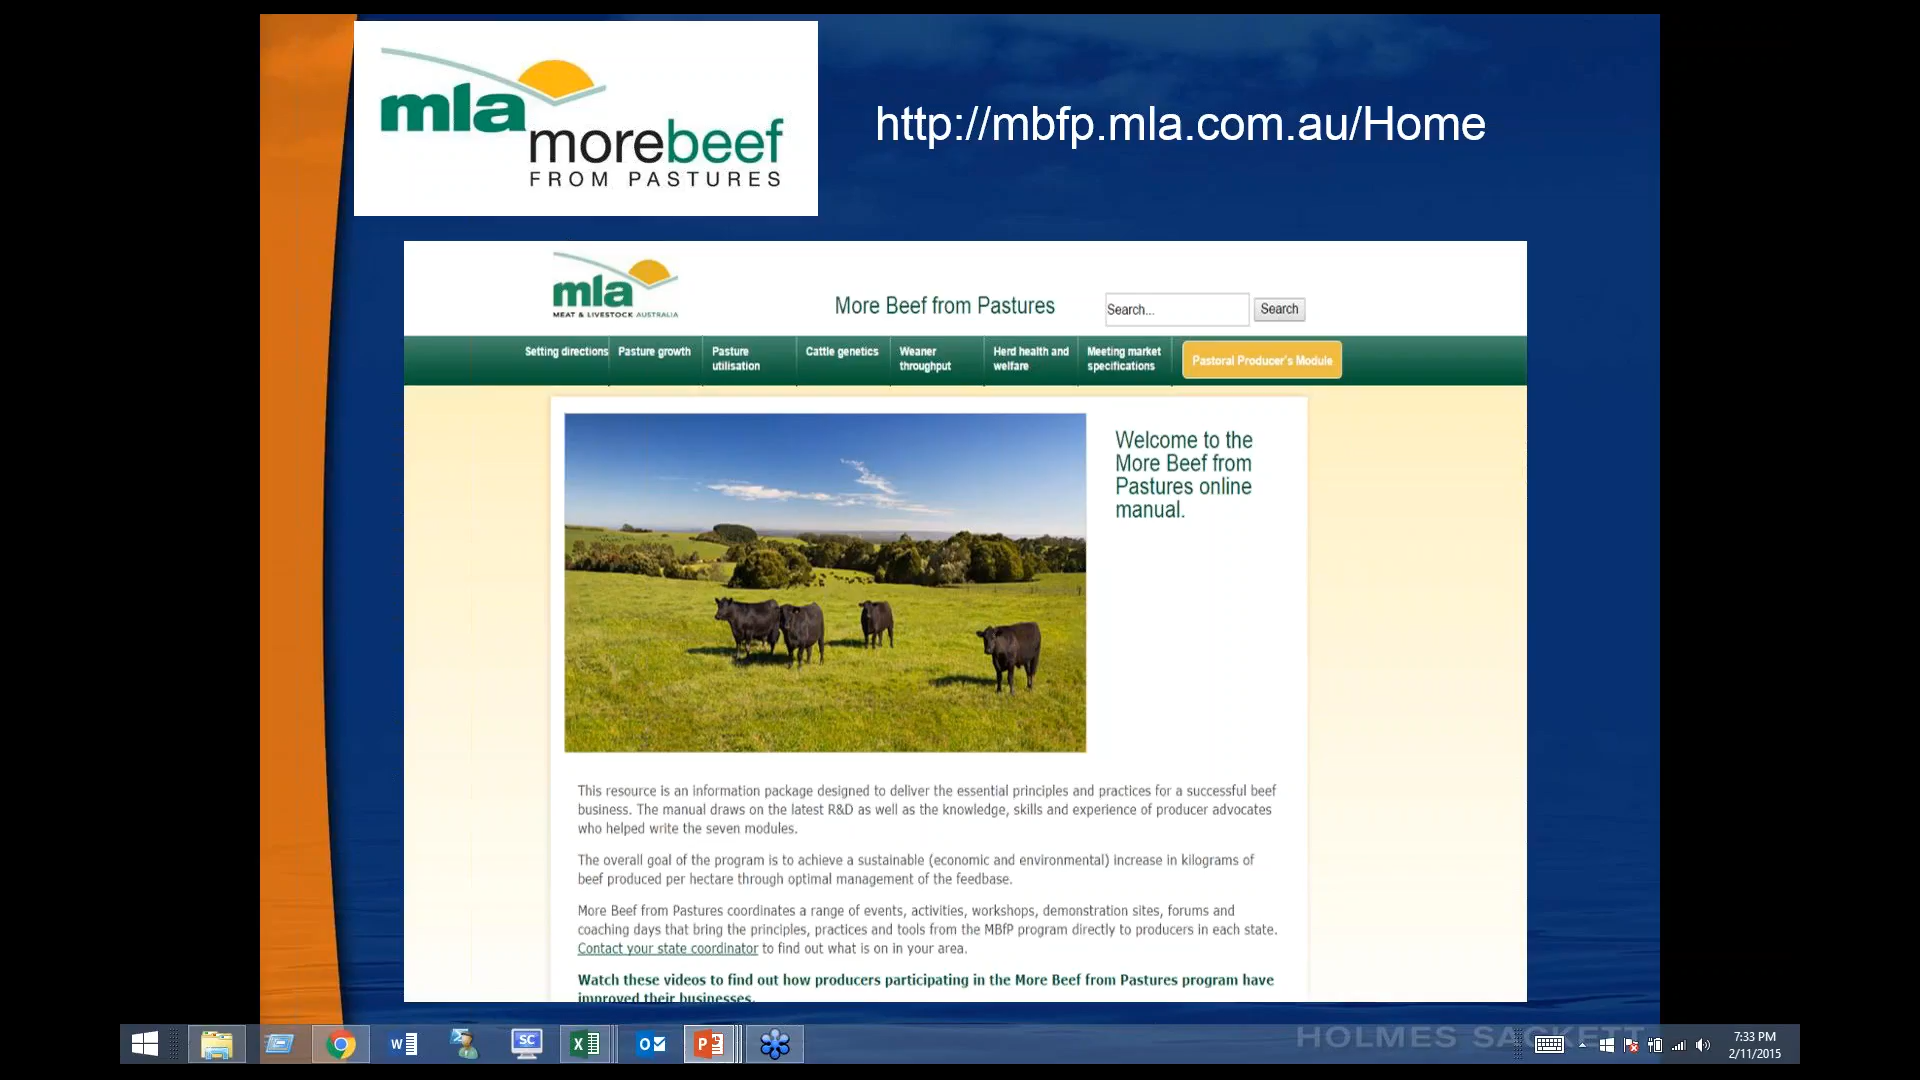 mla
morebeef
FROM PASTURES
http://mbfp.mla.com.au/Home
mla
MEAT & LIVESTOCK AUSTRALIA
More Beef from Pastures
Search...
Search
Setting directions
Pasture growth
Pasture
utilisation
Cattle genetics
Weaner
throughput
Herd health and
welfare
Meeting market
specifications
Pastoral Producer's Module
Welcome to the
More Beef from
Pastures online
manual.
This resource is an information package designed to deliver the essential principles and practices for a successful beef
business. The manual draws on the latest R&D as well as the knowledge, skills and experience of producer advocates
who helped write the seven modules.
The overall goal of the program is to achieve a sustainable (economic and environmental) increase in kilograms of
beef produced per hectare through optimal management of the feedbase.
More Beef from Pastures coordinates a range of events, activities, workshops, demonstration sites, forums and
coaching days that bring the principles, practices and tools from the MBfP program directly to producers in each state.
Contact your state coordinator to find out what is on in your area.
Watch these videos to find out how producers participating in the More Beef from Pastures program have
improved their businesses.
HOLMES SACKETT
SC
7:33 PM
2/11/2015